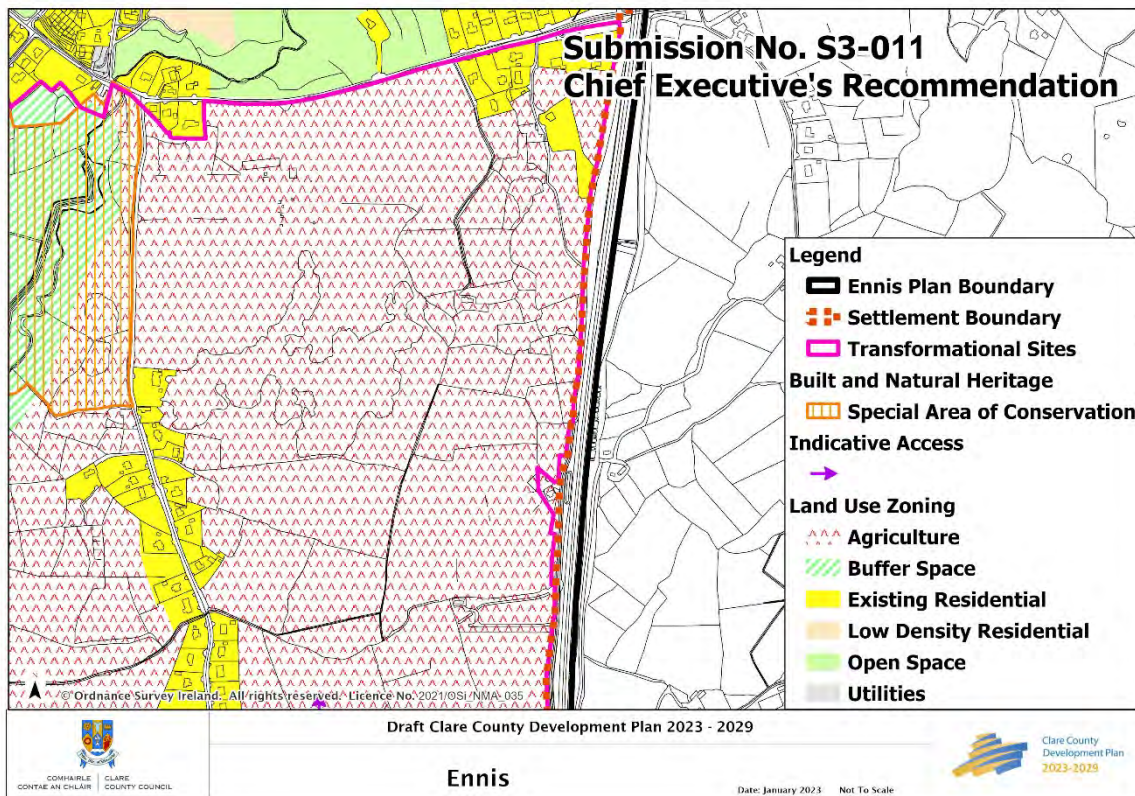 Submission No. S3-011
Chief Executive's Recommendation
Legend
Ennis Plan Boundary
Settlement Boundary
Transformational Sites
Built and Natural Heritage
Special Area of Conservation
Indicative Access
Land Use Zoning
Agriculture
Buffer Space
Existing Residential
Low Density Residential
Open Space
Utilities
© Ordnance Survey Ireland. All rights reserved. Licence No. 2021/OSi_NMA_035
COMHAIRLE
CONTAE AN CHLÁIR
CLARE
COUNTY COUNCIL
Draft Clare County Development Plan 2023 - 2029
Ennis
Date: January 2023 Not To Scale
Clare County
Development Plan
2023-2029